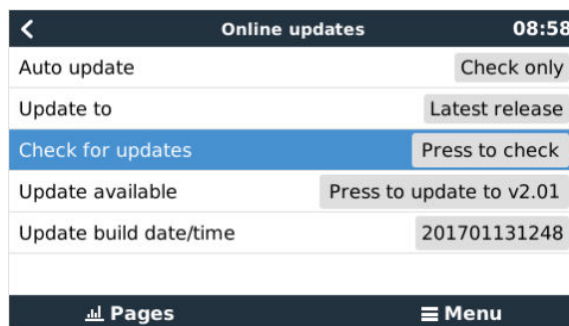 Online updates 08:58
Auto update Check only
Update to Latest release
Check for updates Press to check
Update available Press to update to v2.01
Update build date/time 201701131248
Pages Menu